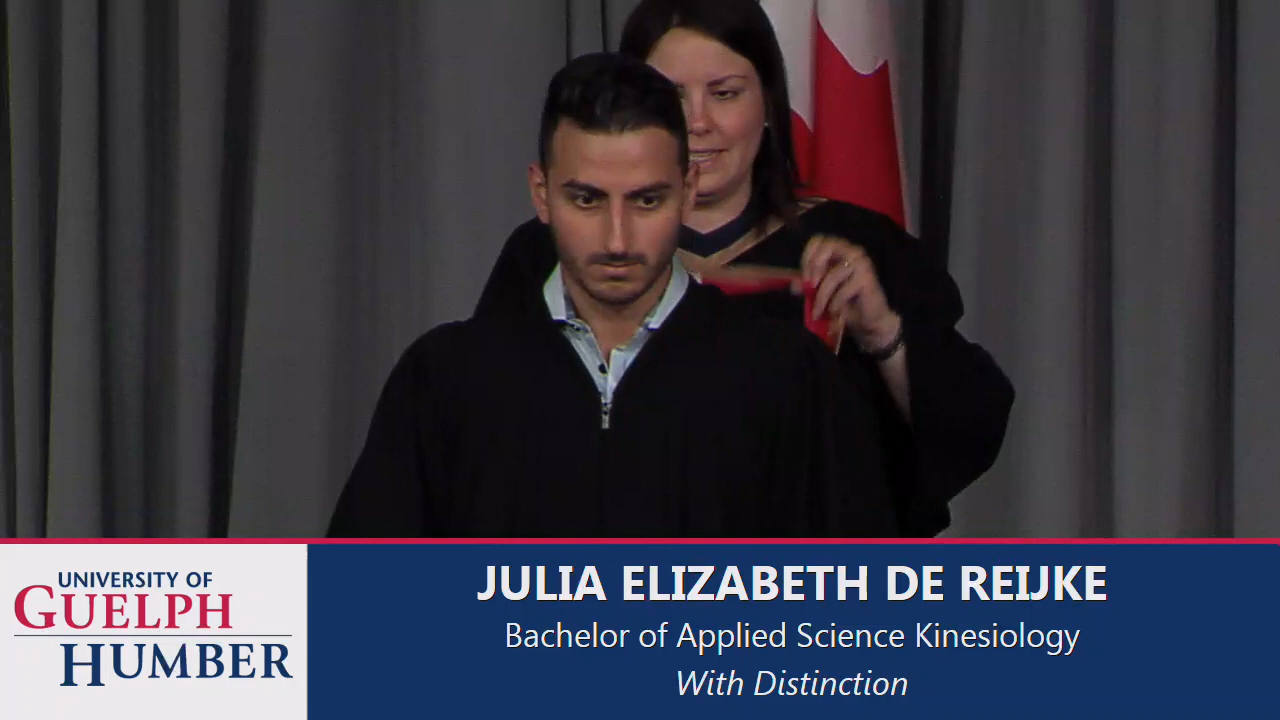 UNIVERSITY OF
GUELPH
HUMBER
JULIA ELIZABETH DE REIJKE
Bachelor of Applied Science Kinesiology
With Distinction